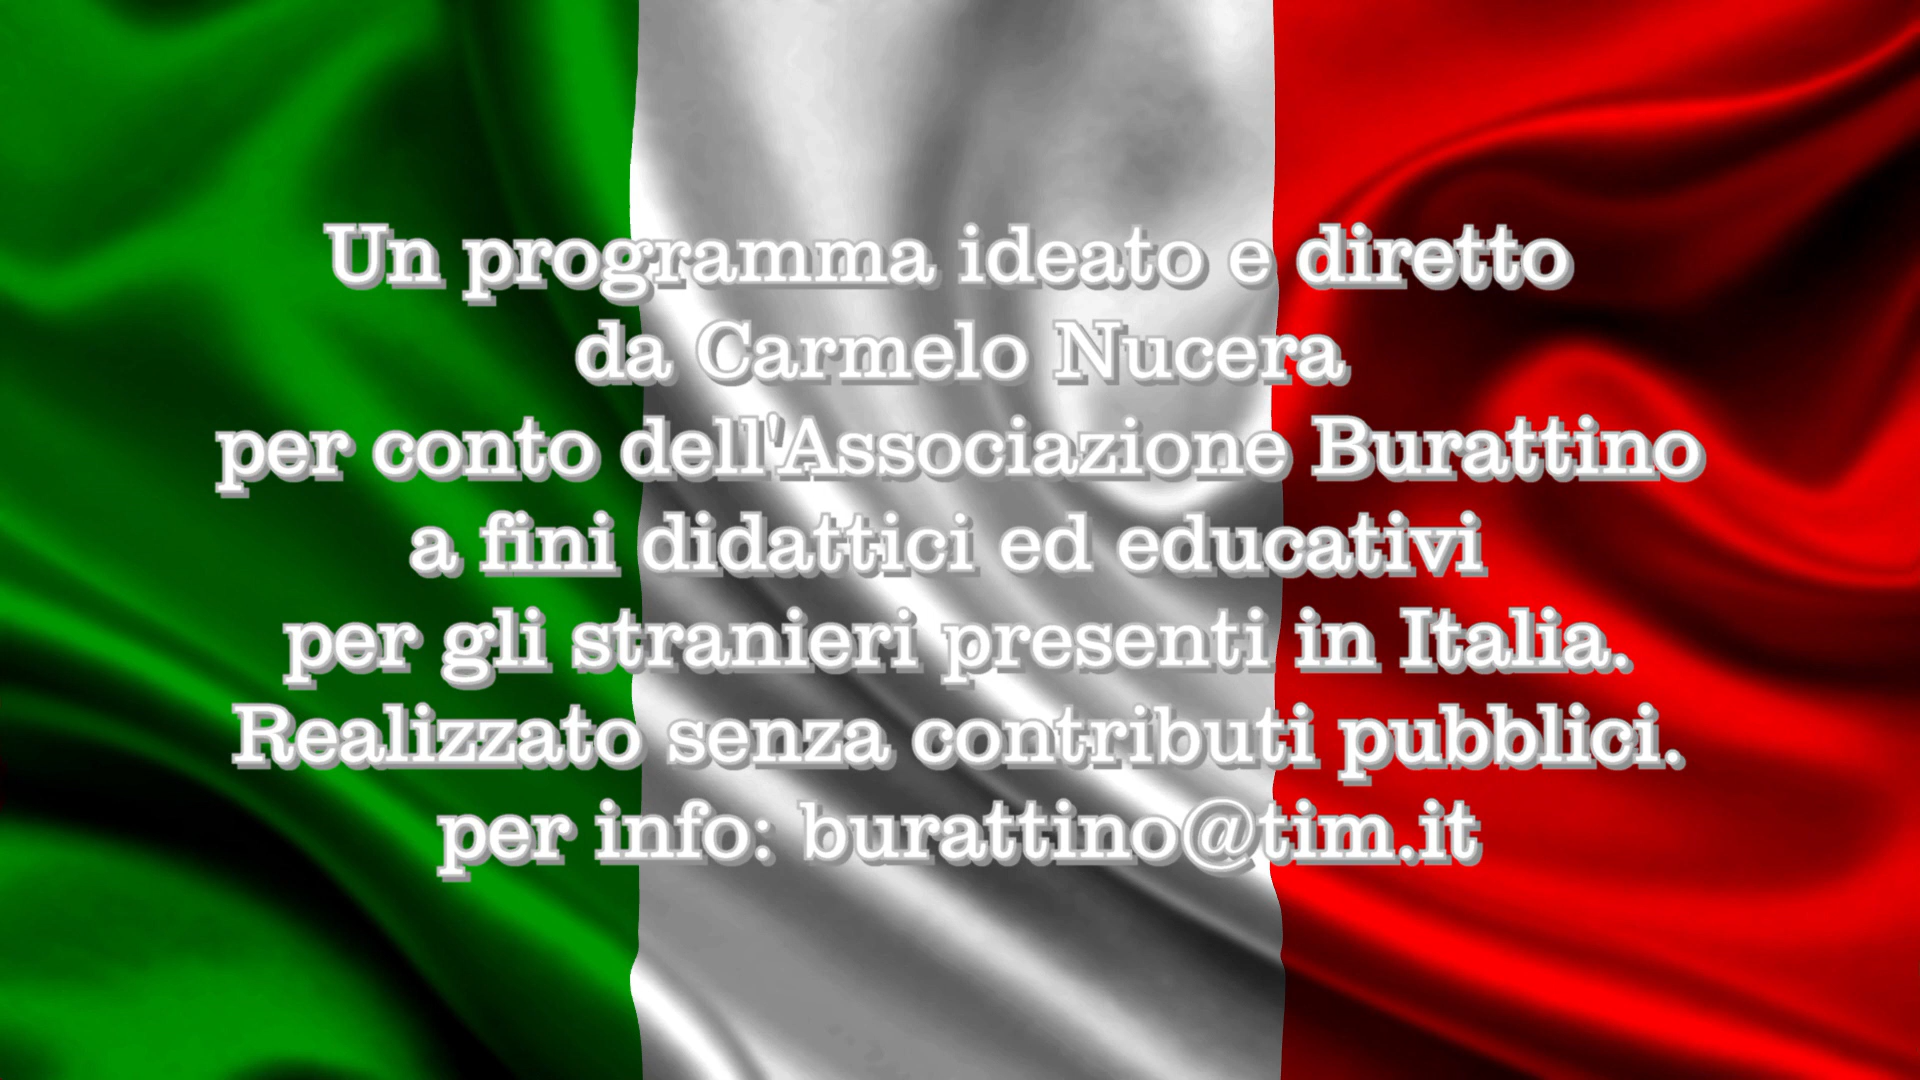 Un programma ideato e diretto
da Carmelo Nucera
per conto dell'Associazione Burattino
a fini didattici ed educativi
per gli stranieri presenti in Italia.
Realizzato senza contributi pubblici.
per info: burattino@tim.it